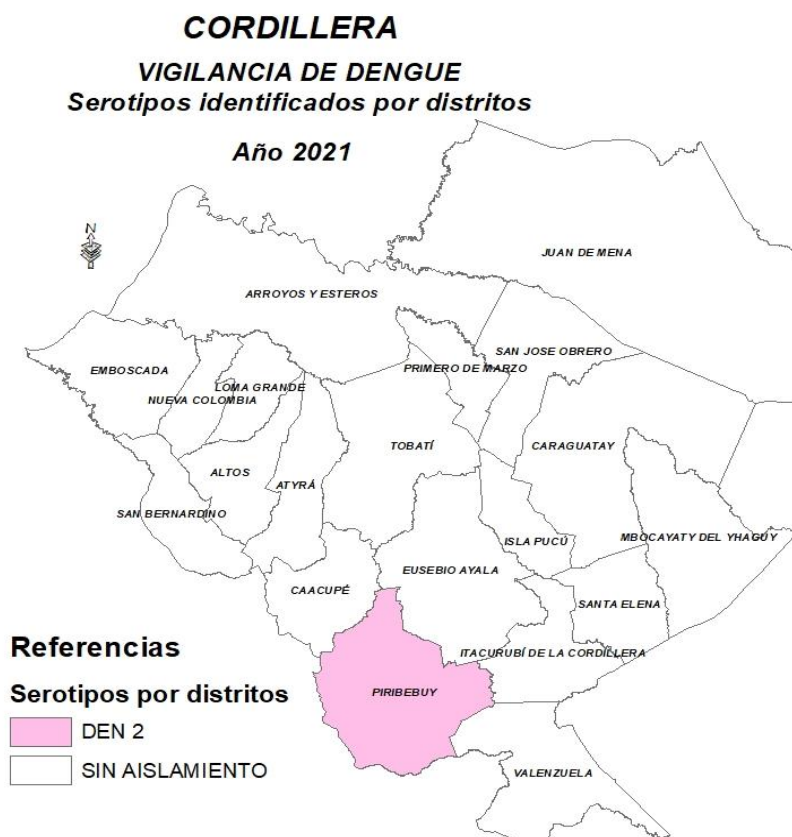 CORDILLERA
VIGILANCIA DE DENGUE
Serotipos identificados por distritos
Año 2021
N
JUAN DE MENA
ARROYOS Y ESTEROS
SAN JOSE OBRERO
PRIMERO DE MARZO
EMBOSCADA
LOMA GRANDE
NUEVA COLOMBIA
TOBATÍ
CARAGUATAY
ALTOS
ATYRÁ
SAN BERNARDINO
ISLA PUCÚ
MBOCAYATY DEL YHAGUY
EUSEBIO AYALA
CAACUPÉ
SANTA ELENA
ITACURUBÍ DE LA CORDILLERA
PIRIBEBUY
VALENZUELA
Referencias
Serotipos por distritos
DEN 2
SIN AISLAMIENTO